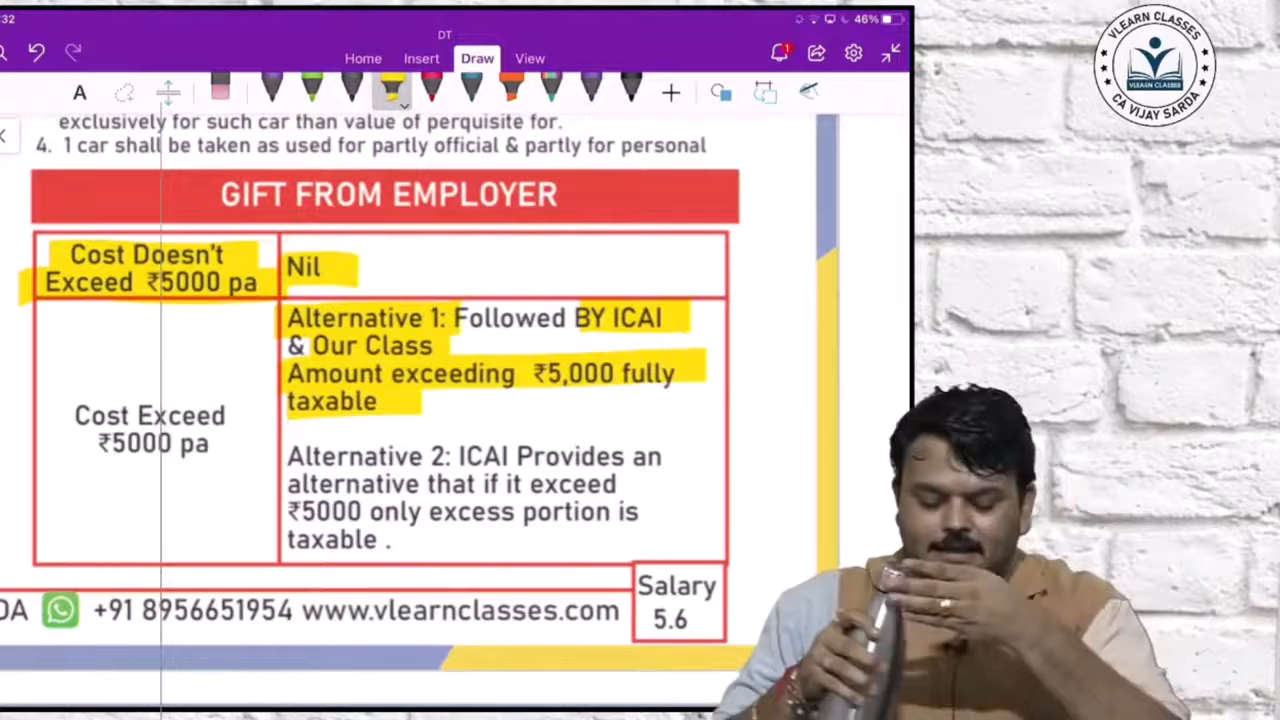 :32
46%
DT
Home Insert Draw View
1
A
exclusively for such car than value of perquisite for.
4. 1 car shall be taken as used for partly official & partly for personal
GIFT FROM EMPLOYER
Cost Doesn't
Exceed ₹5000 pa
Nil
Cost Exceed
₹5000 pa
Alternative 1: Followed BY ICAI
& Our Class
Amount exceeding ₹5,000 fully
taxable
Alternative 2: ICAI Provides an
alternative that if it exceed
₹5000 only excess portion is
taxable .
Salary
5.6
DA +91 8956651954 www.vlearnclasses.com
VLEARN CLASSES
VLEARN CLASSES
CA VIJAY SARDA